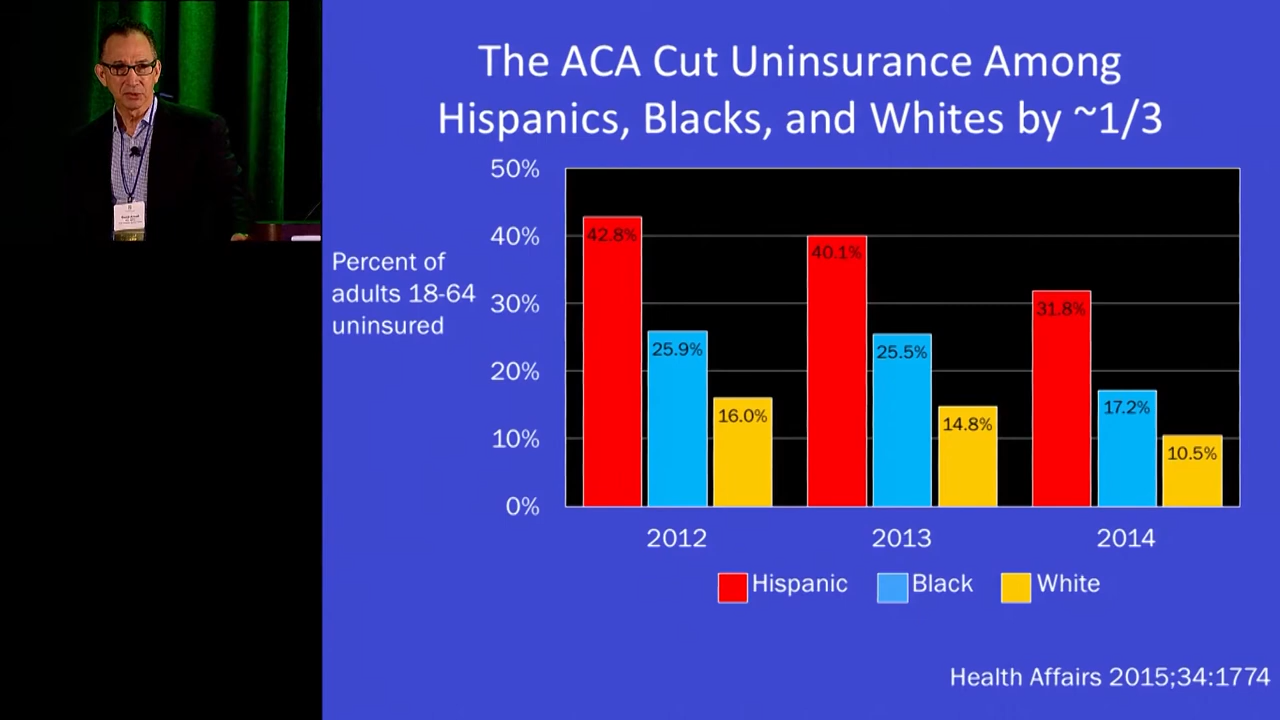 The ACA Cut Uninsurance Among
Hispanics, Blacks, and Whites by ~1/3
Percent of
adults 18-64
uninsured
50%
40%
30%
20%
10%
0%
42.8%
25.9%
16.0%
40.1%
25.5%
14.8%
31.8%
17.2%
10.5%
2012
2013
2014
Hispanic
Black
White
Health Affairs 2015;34:1774